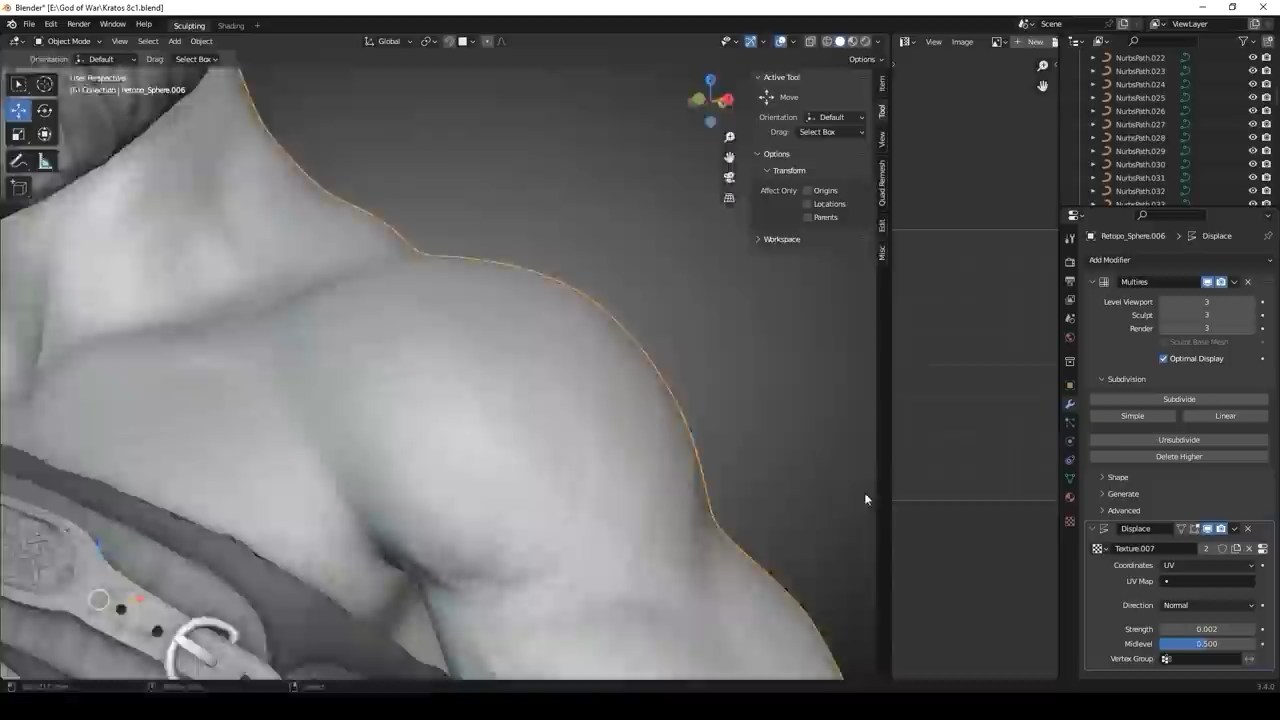 Blender* [E:\God of War\Kratos 8c1.blend]
File Edit Render Window Help Sculpting Shading + Scene ViewLayer
Object Mode View Select Add Object Global View Image New
Orientation: Default Drag: Select Box Options
User Perspective
Retopo_Sphere.006
Active Tool
Move
Orientation Default
Drag: Select Box
Options
Transform
Affect Only Origins
Locations
Parents
Workspace
Item
Tool
View
Quad Remesh
Edit
Misc
NurbsPath.022
NurbsPath.023
NurbsPath.024
NurbsPath.025
NurbsPath.026
NurbsPath.027
NurbsPath.028
NurbsPath.029
NurbsPath.030
NurbsPath.031
NurbsPath.032
NurbsPath.033
Retopo_Sphere.006 > Displace
Add Modifier
Multires
Level Viewport 3
Sculpt 3
Render 3
Sculpt Base Mesh
Optimal Display
Subdivision
Subdivide
Simple Linear
Unsubdivide
Delete Higher
Shape
Generate
Advanced
Displace
Texture.007 2
Coordinates UV
UV Map
Direction Normal
Strength 0.002
Midlevel 0.500
Vertex Group
Select
3.4.0